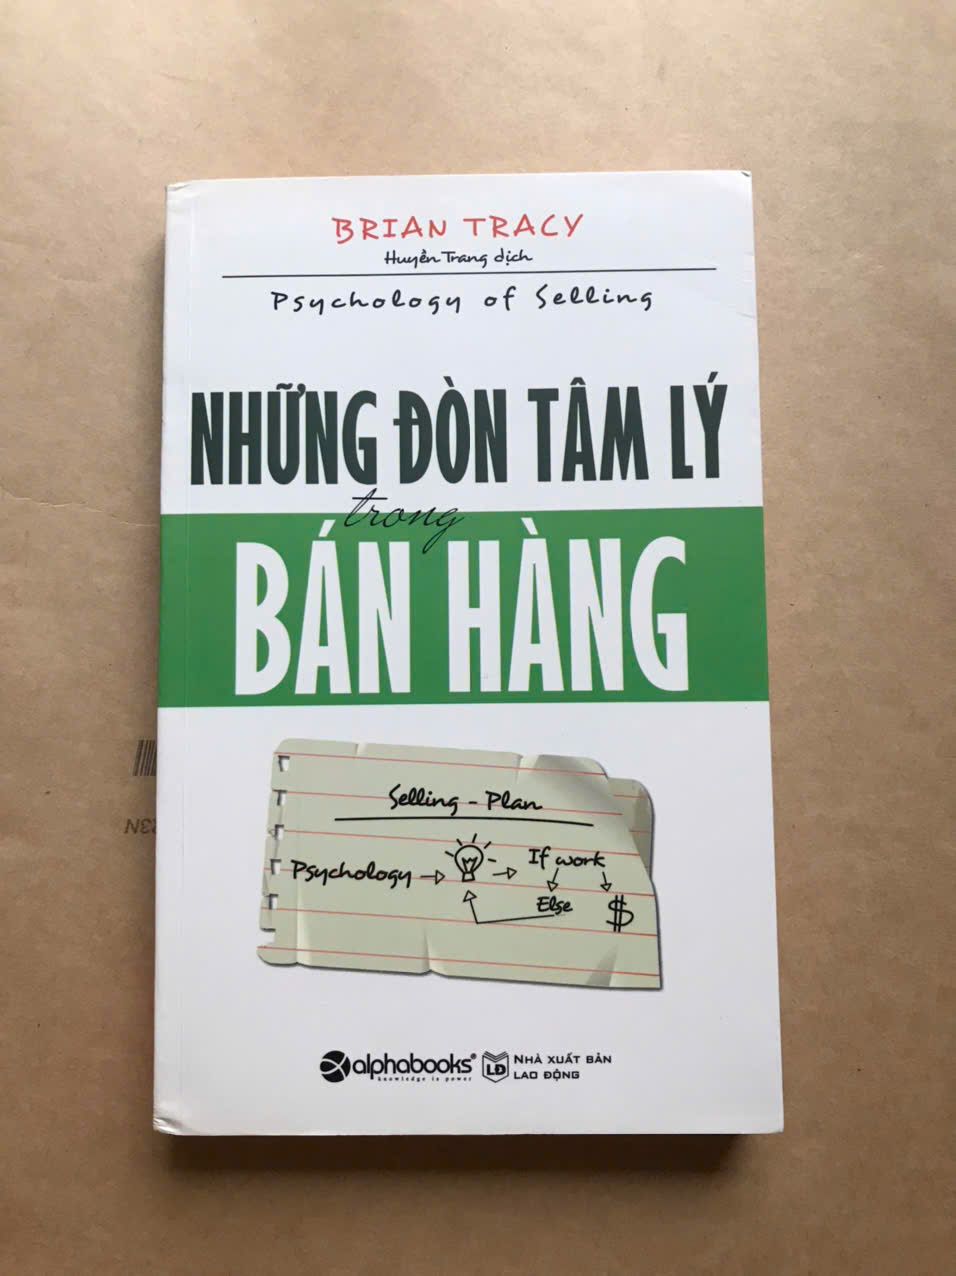 BRIAN TRACY
Huyền Trang dịch
Psychology of Selling
NHỮNG ĐÒN TÂM LÝ
trong
BÁN HÀNG
Selling - Plan
Psychology
If work
Else
$
alphabooks®
knowledge is power
LĐ
NHÀ XUẤT BẢN
LAO ĐỘNG